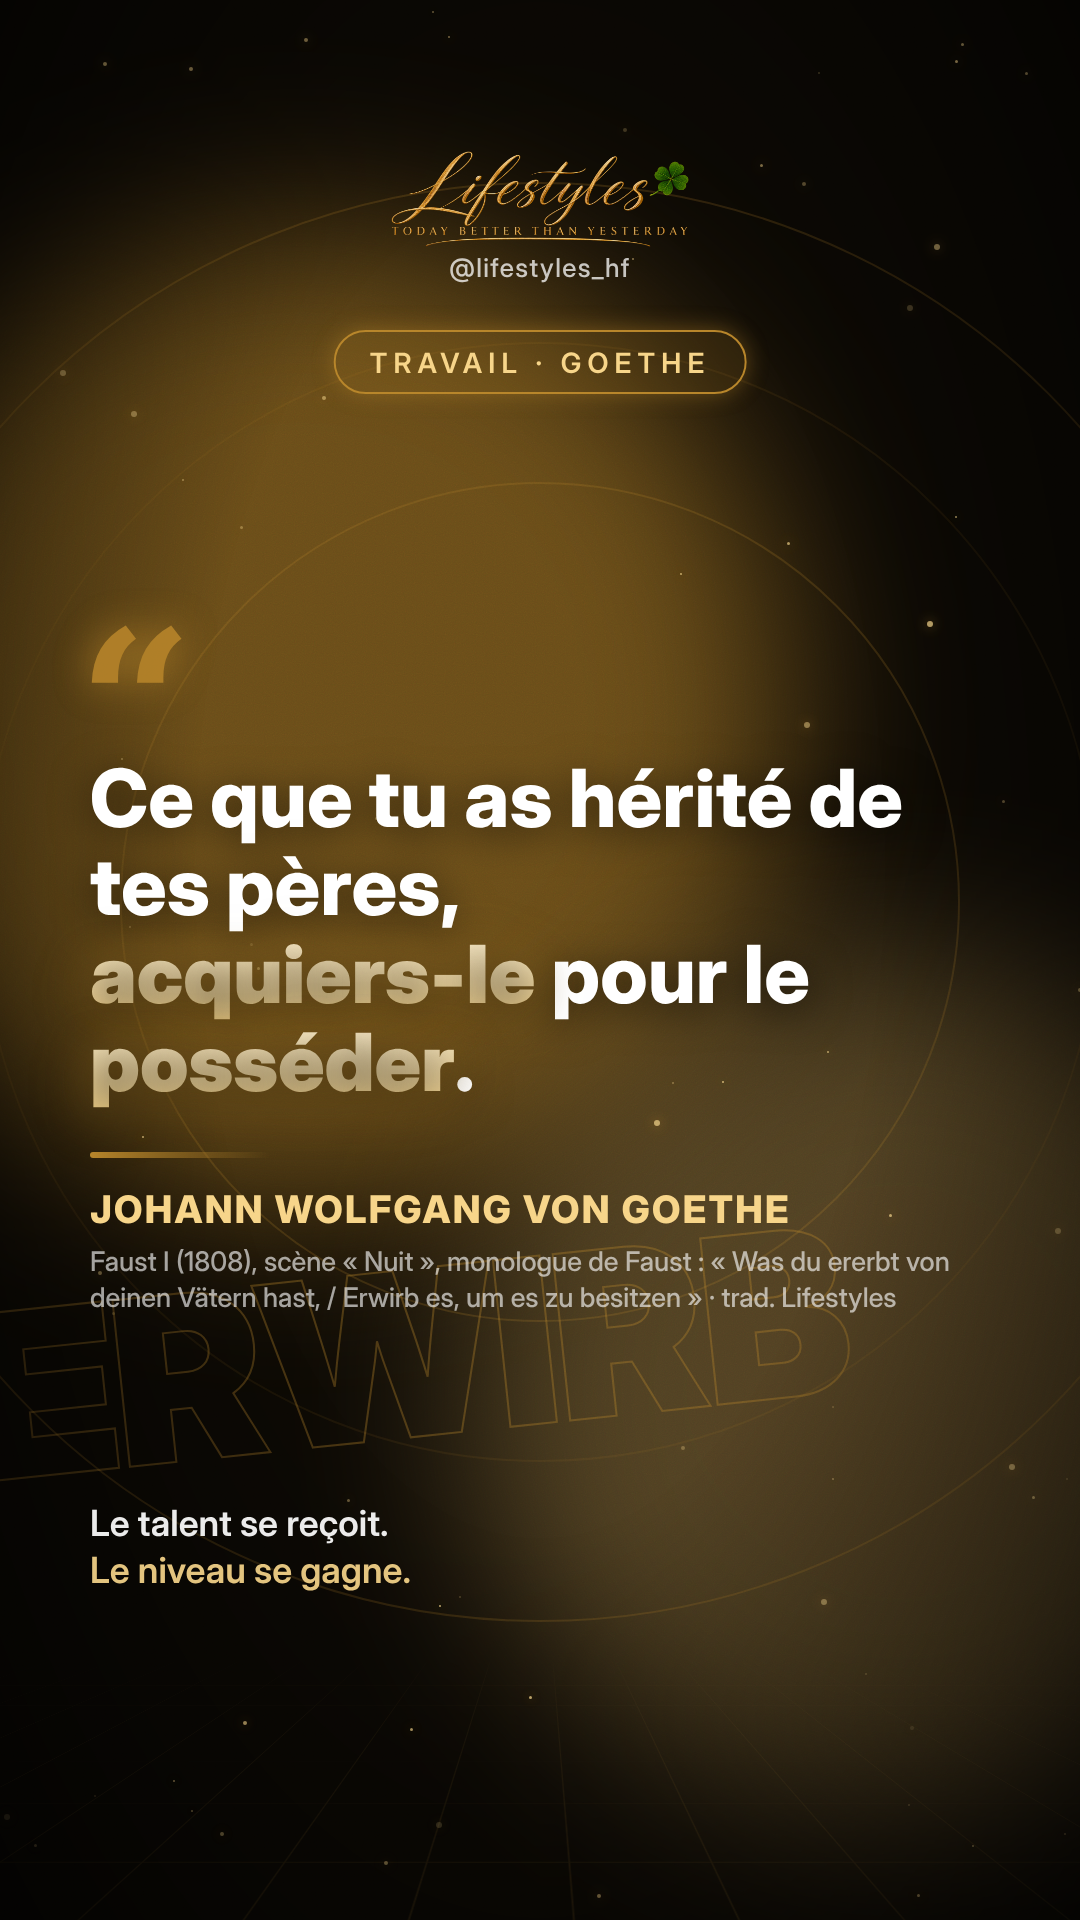 Lifestyles
TODAY BETTER THAN YESTERDAY
@lifestyles_hf
TRAVAIL · GOETHE
“
Ce que tu as hérité de
tes pères,
acquiers-le pour le
posséder.
JOHANN WOLFGANG VON GOETHE
Faust I (1808), scène « Nuit », monologue de Faust : « Was du ererbt von
deinen Vätern hast, / Erwirb es, um es zu besitzen » · trad. Lifestyles
ERWIRB
Le talent se reçoit.
Le niveau se gagne.